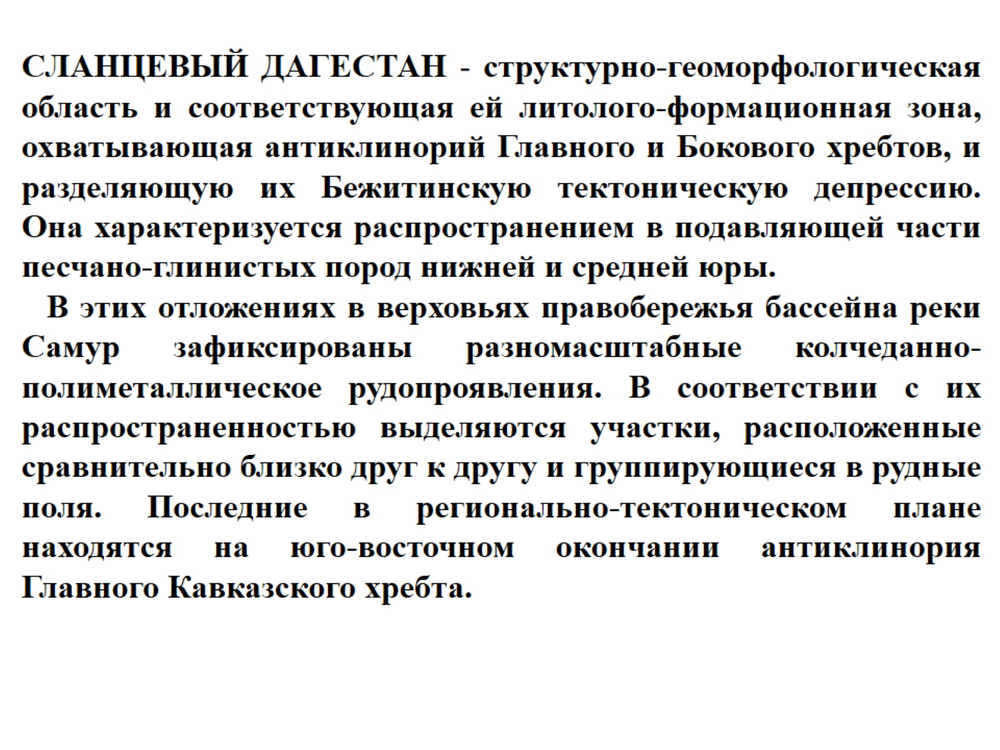 СЛАНЦЕВЫЙ ДАГЕСТАН - структурно-геоморфологическая
область и соответствующая ей литолого-формационная зона,
охватывающая антиклинорий Главного и Бокового хребтов, и
разделяющую их Бежитинскую тектоническую депрессию.
Она характеризуется распространением в подавляющей части
песчано-глинистых пород нижней и средней юры.
В этих отложениях в верховьях правобережья бассейна реки
Самур зафиксированы разномасштабные колчеданно-
полиметаллическое рудопроявления. В соответствии с их
распространенностью выделяются участки, расположенные
сравнительно близко друг к другу и группирующиеся в рудные
поля. Последние в регионально-тектоническом плане
находятся на юго-восточном окончании антиклинория
Главного Кавказского хребта.